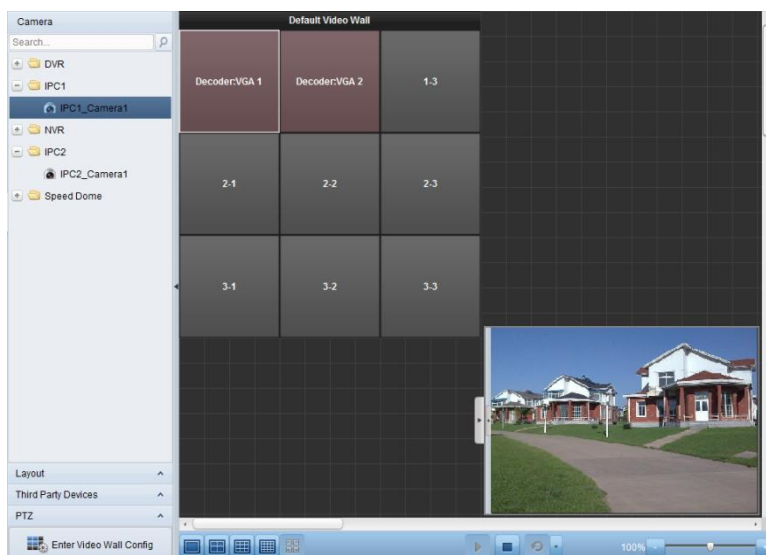 Camera
Search...
DVR
IPC1
IPC1_Camera1
NVR
IPC2
IPC2_Camera1
Speed Dome
Layout
Third Party Devices
PTZ
Enter Video Wall Config
Default Video Wall
Decoder:VGA 1 Decoder:VGA 2 1-3
2-1 2-2 2-3
3-1 3-2 3-3
100%